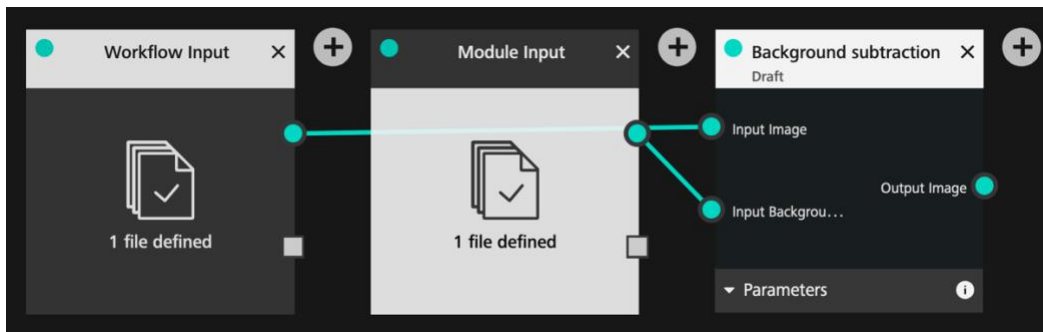 Workflow Input
1 file defined
Module Input
1 file defined
Background subtraction
Draft
Input Image
Output Image
Input Backgrou...
Parameters